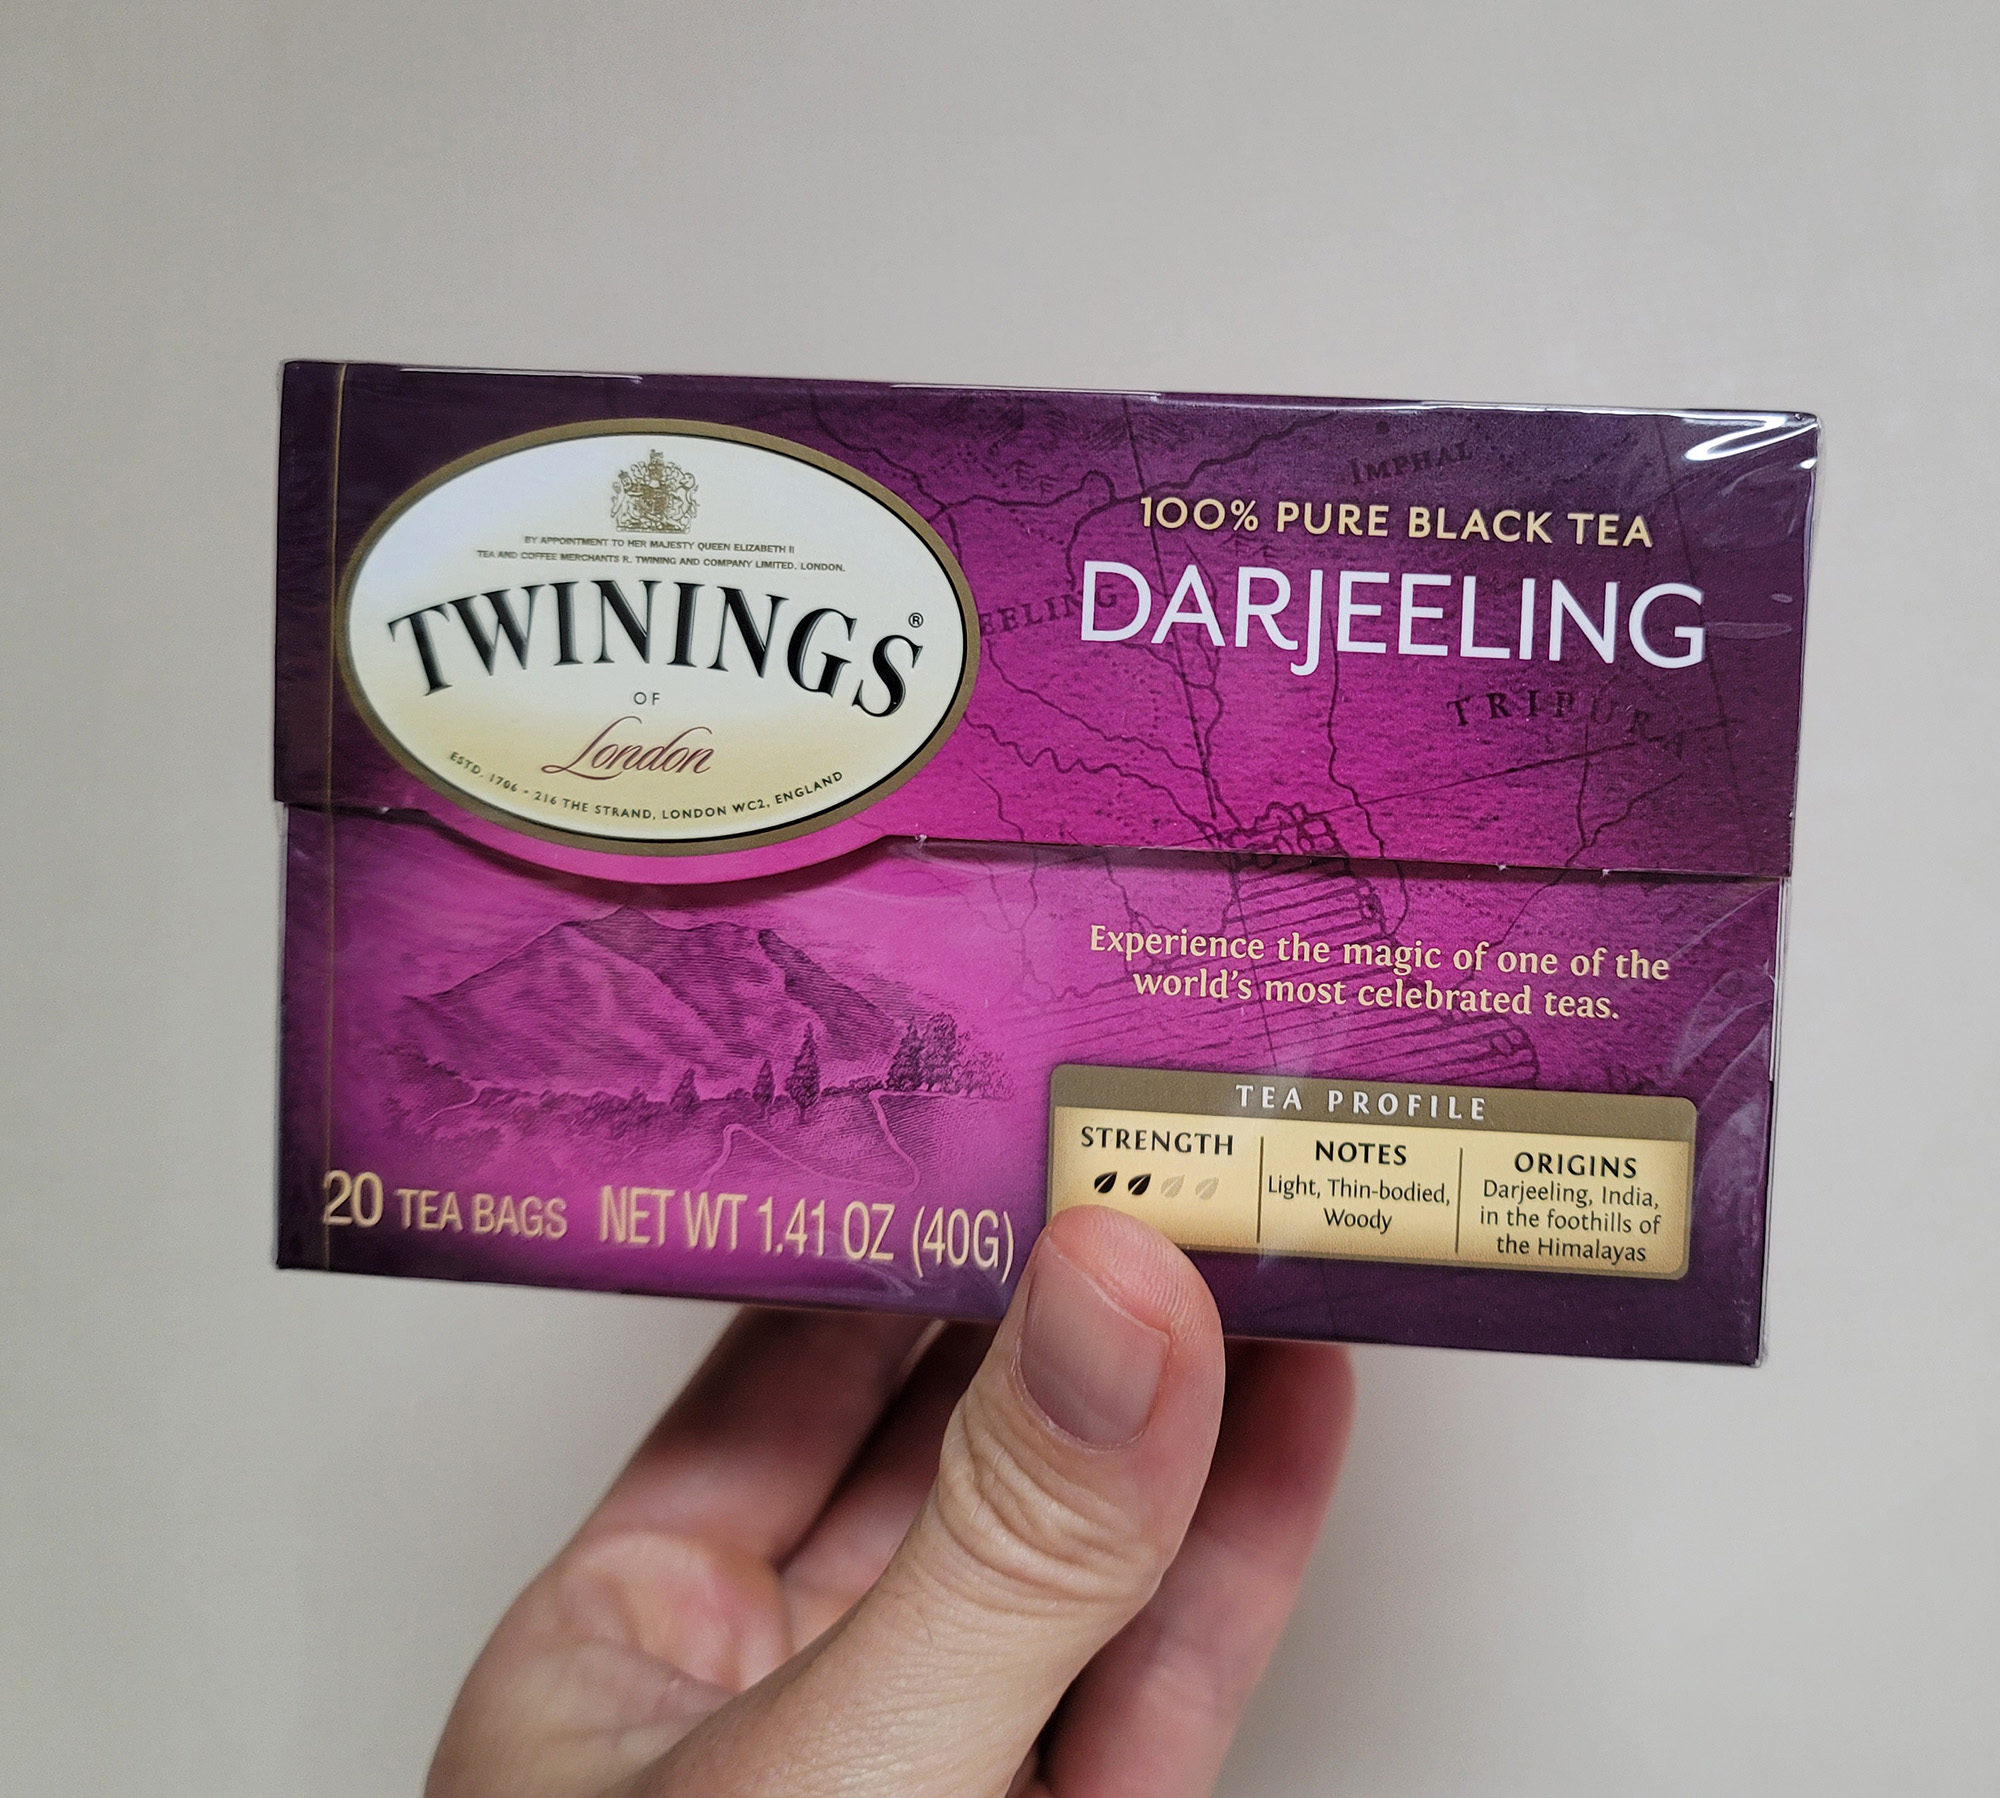 BY APPOINTMENT TO HER MAJESTY QUEEN ELIZABETH II
TEA AND COFFEE MERCHANTS R. TWINING AND COMPANY LIMITED. LONDON.
TWININGS®
OF
London
ESTD. 1706 • 216 THE STRAND, LONDON WC2, ENGLAND
IMPHAL
100% PURE BLACK TEA
DARJEELING
EELING
TRIPURA
Experience the magic of one of the
world's most celebrated teas.
TEA PROFILE
STRENGTH
NOTES
Light, Thin-bodied,
Woody
ORIGINS
Darjeeling, India,
in the foothills of
the Himalayas
20 TEA BAGS NET WT 1.41 OZ (40G)